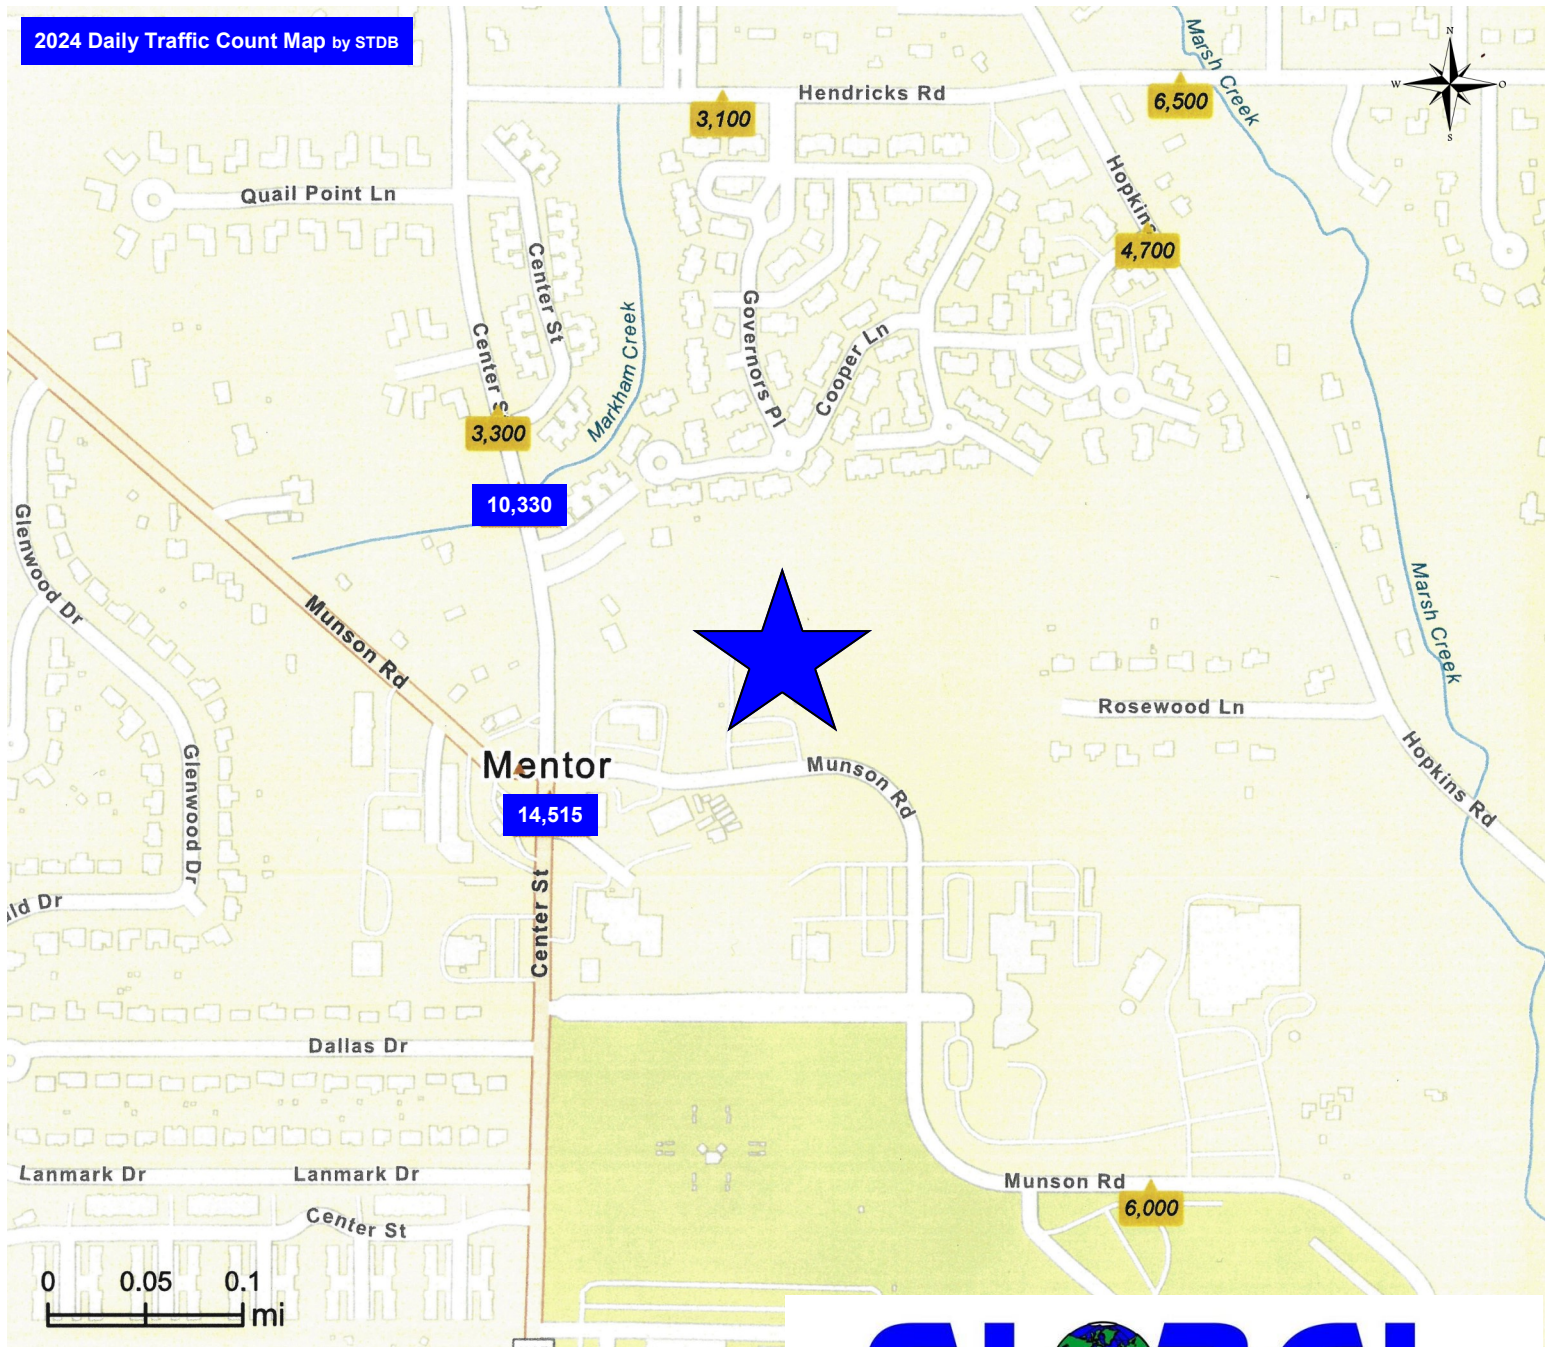 2024 Daily Traffic Count Map by STDB
N
W
O
S
Marsh Creek
Hendricks Rd
3,100
6,500
Hopkins
4,700
Quail Point Ln
Center St
Center St
Markham Creek
Governors Pl
Cooper Ln
3,300
10,330
Glenwood Dr
Munson Rd
Marsh Creek
Rosewood Ln
Hopkins Rd
Glenwood Dr
Mentor
Munson Rd
14,515
Center St
ald Dr
Dallas Dr
Lanmark Dr
Lanmark Dr
Munson Rd
6,000
Center St
0 0.05 0.1
mi